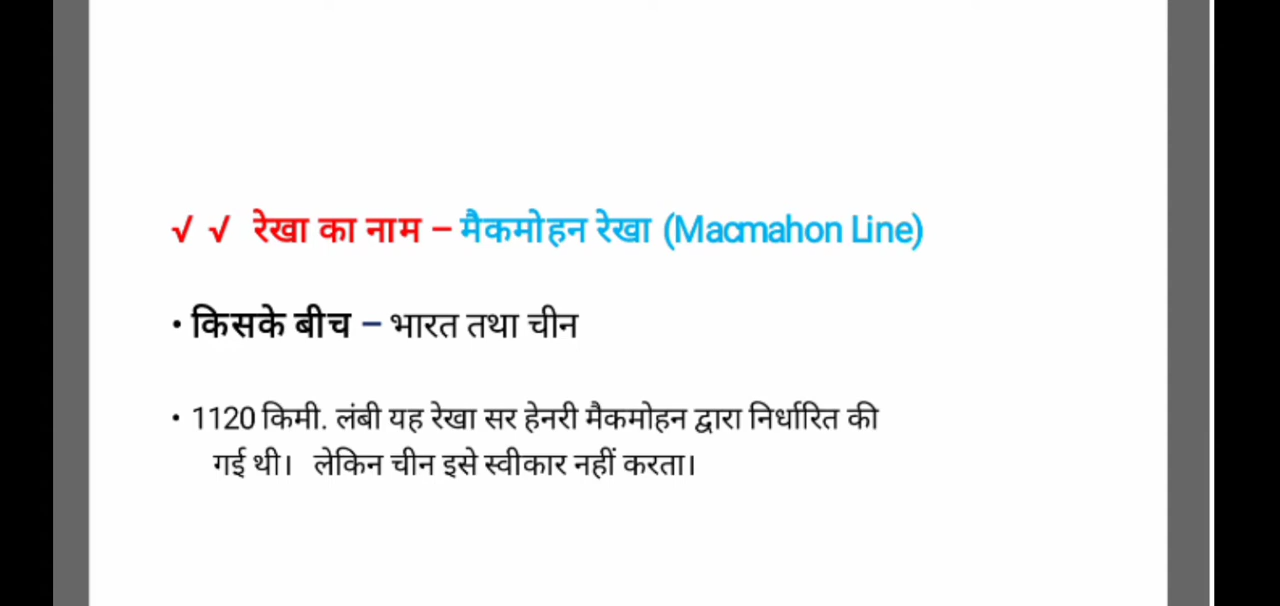 √ √ रेखा का नाम – मैकमोहन रेखा (Macmahon Line)
• किसके बीच – भारत तथा चीन
• 1120 किमी. लंबी यह रेखा सर हेनरी मैकमोहन द्वारा निर्धारित की
गई थी। लेकिन चीन इसे स्वीकार नहीं करता।